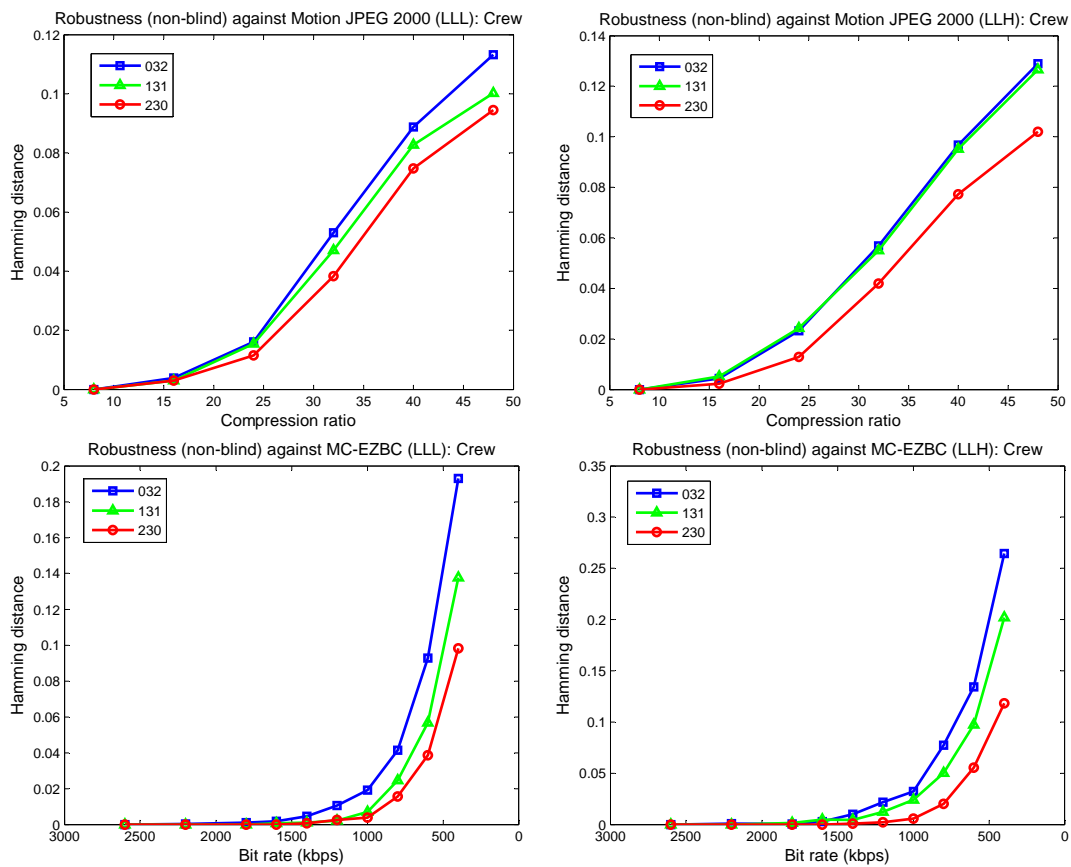 Robustness (non-blind) against Motion JPEG 2000 (LLL): Crew
0.12
0.1
0.08
0.06
0.04
0.02
0
Hamming distance
032
131
230
5 10 15 20 25 30 35 40 45 50
Compression ratio
Robustness (non-blind) against Motion JPEG 2000 (LLH): Crew
0.14
0.12
0.1
0.08
0.06
0.04
0.02
0
Hamming distance
032
131
230
5 10 15 20 25 30 35 40 45 50
Compression ratio
Robustness (non-blind) against MC-EZBC (LLL): Crew
0.2
0.18
0.16
0.14
0.12
0.1
0.08
0.06
0.04
0.02
0
Hamming distance
032
131
230
3000 2500 2000 1500 1000 500 0
Bit rate (kbps)
Robustness (non-blind) against MC-EZBC (LLH): Crew
0.35
0.3
0.25
0.2
0.15
0.1
0.05
0
Hamming distance
032
131
230
3000 2500 2000 1500 1000 500 0
Bit rate (kbps)